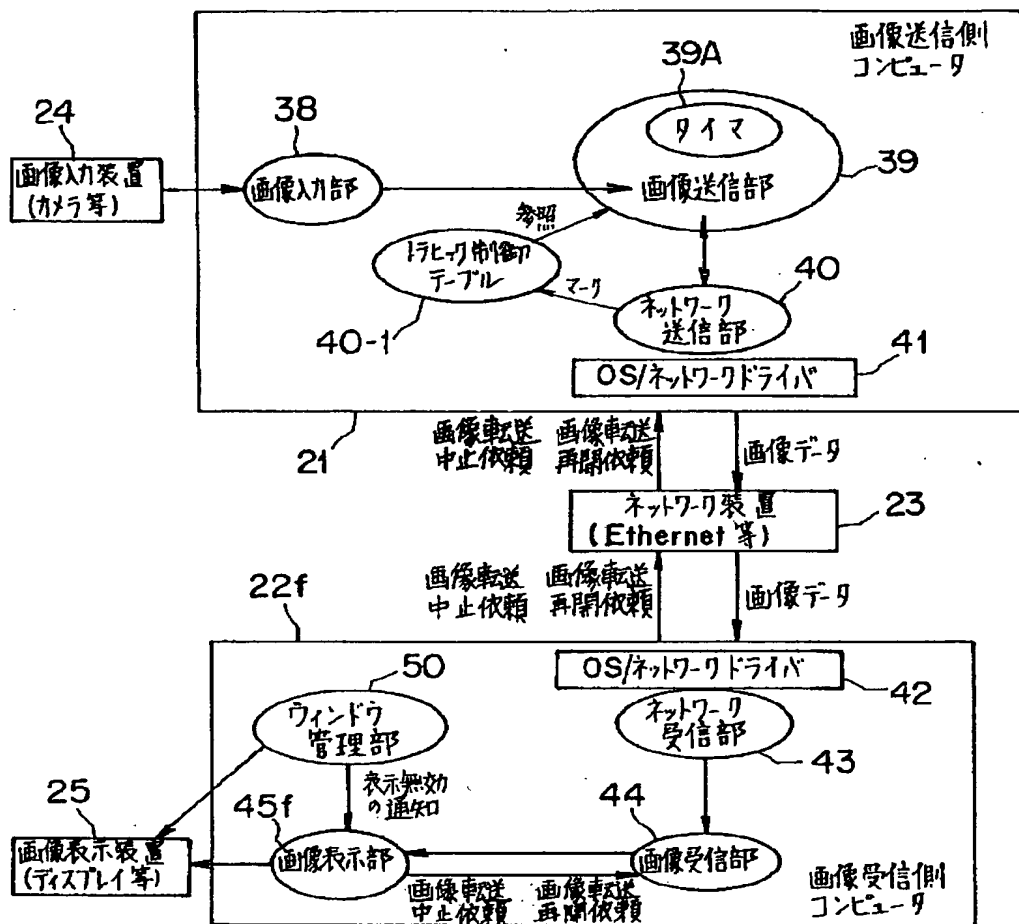 画像送信側
コンピュータ
39A
タイマ
24
38
画像入力装置
(カメラ等)
画像入力部
画像送信部
39
参照
トラヒック制御
テーブル
マーク
40-1
ネットワーク
送信部
40
OS/ネットワークドライバ
41
21
画像転送
中止依頼
画像転送
再開依頼
画像データ
ネットワーク装置
(Ethernet等)
23
画像転送
中止依頼
画像転送
再開依頼
画像データ
22f
OS/ネットワークドライバ
42
50
ウィンドウ
管理部
ネットワーク
受信部
43
表示無効
の通知
25
45f
44
画像表示装置
(ディスプレイ等)
画像表示部
画像受信部
画像転送
中止依頼
画像転送
再開依頼
画像受信側
コンピュータ